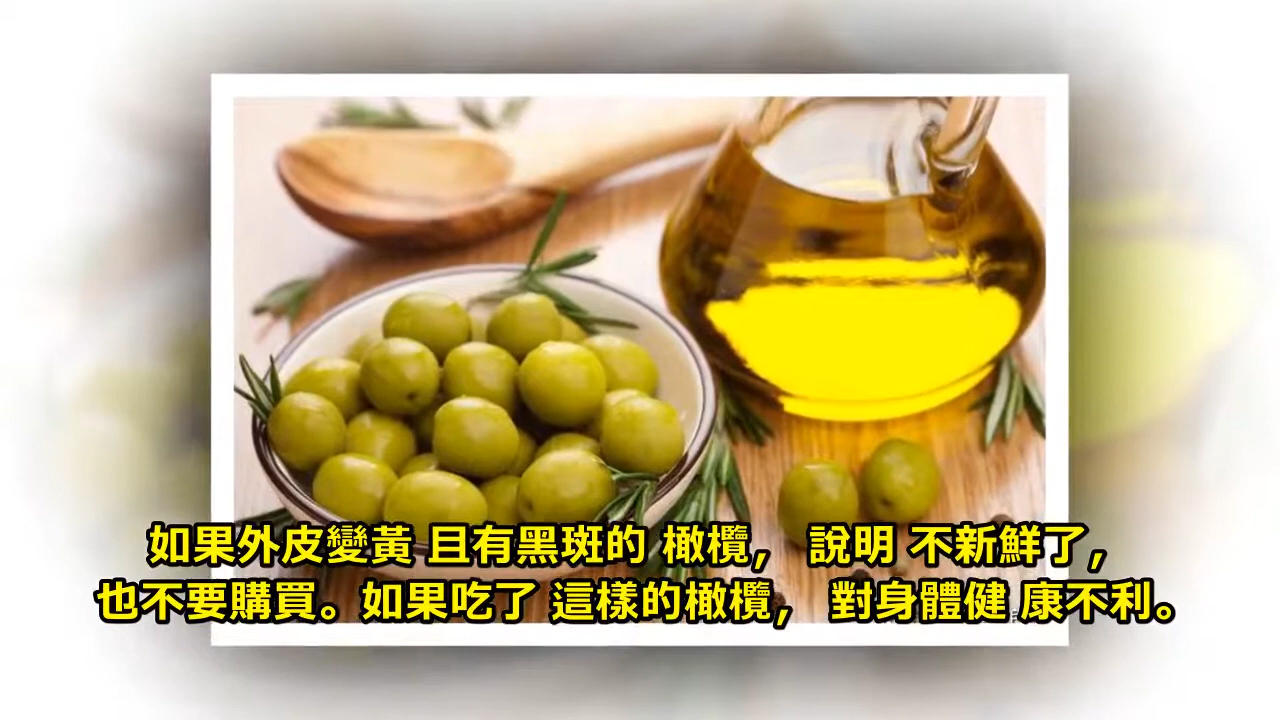 如果外皮變黃 且有黑斑的 橄欖， 說明 不新鮮了，
也不要購買。如果吃了 這樣的橄欖， 對身體健 康不利。